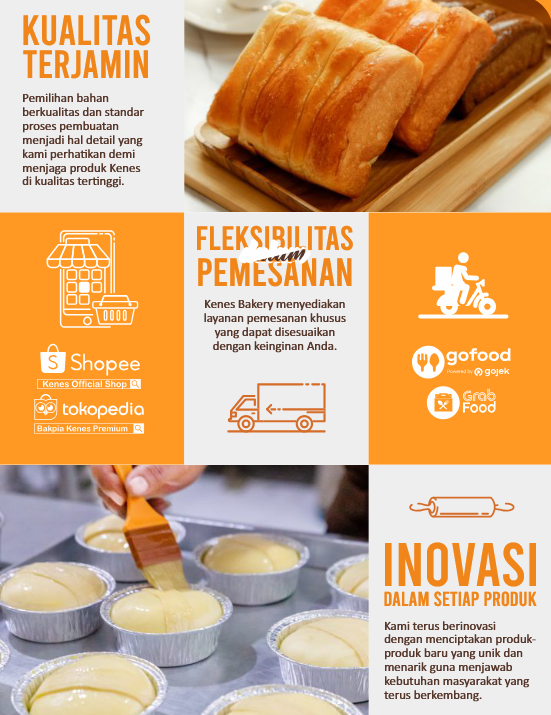 KUALITAS
TERJAMIN
Pemilihan bahan
berkualitas dan standar
proses pembuatan
menjadi hal detail yang
kami perhatikan demi
menjaga produk Kenes
di kualitas tertinggi.
Shopee
Kenes Official Shop
tokopedia
Bakpia Kenes Premium
FLEKSIBILITAS
dalam
PEMESANAN
Kenes Bakery menyediakan
layanan pemesanan khusus
yang dapat disesuaikan
dengan keinginan Anda.
gofood
Powered by gojek
Grab
Food
INOVASI
DALAM SETIAP PRODUK
Kami terus berinovasi
dengan menciptakan produk-
produk baru yang unik dan
menarik guna menjawab
kebutuhan masyarakat yang
terus berkembang.